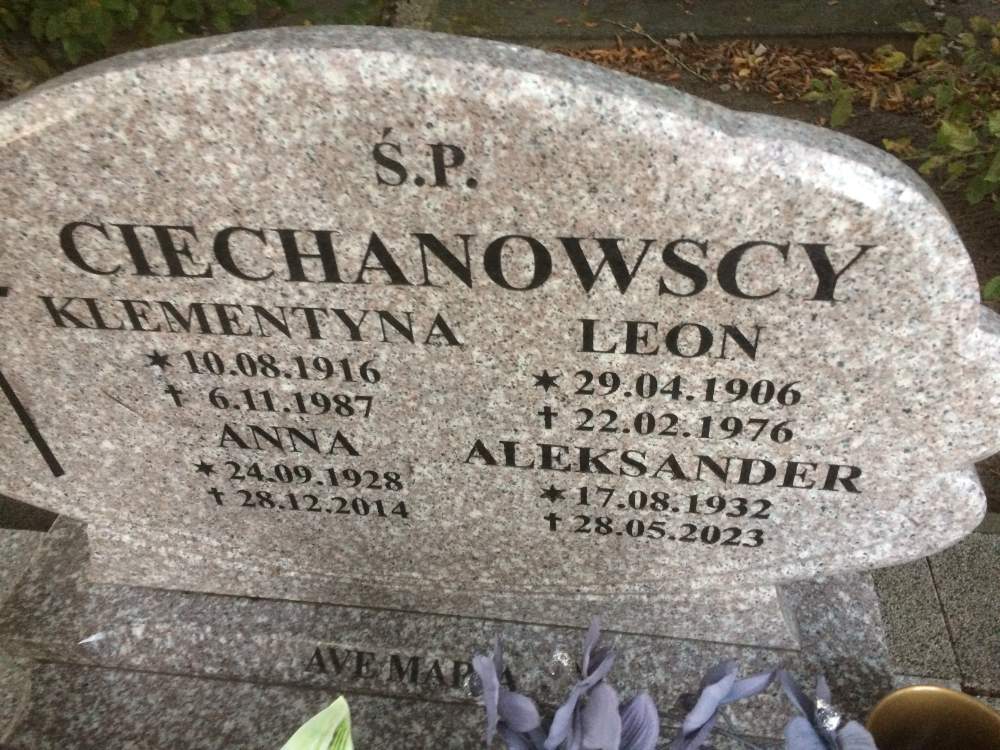 Ś.P.
CIECHANOWSCY
KLEMENTYNA
✶ 10.08.1916
✝ 6.11.1987
LEON
✶ 29.04.1906
✝ 22.02.1976
ANNA
✶ 24.09.1928
✝ 28.12.2014
ALEKSANDER
✶ 17.08.1932
✝ 28.05.2023
AVE MARIA